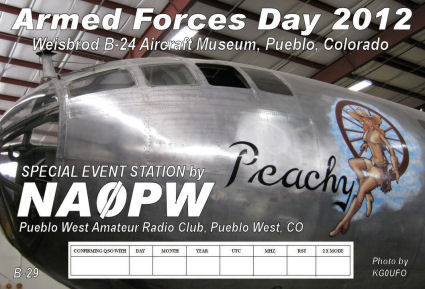 Armed Forces Day 2012
Weisbrod B-24 Aircraft Museum, Pueblo, Colorado
Peachy
SPECIAL EVENT STATION by
NAØPW
Pueblo West Amateur Radio Club, Pueblo West, CO
CONFIRMING QSO WITH DAY MONTH YEAR UTC MHZ RST 2X MODE
B-29
Photo by
KG0UFO